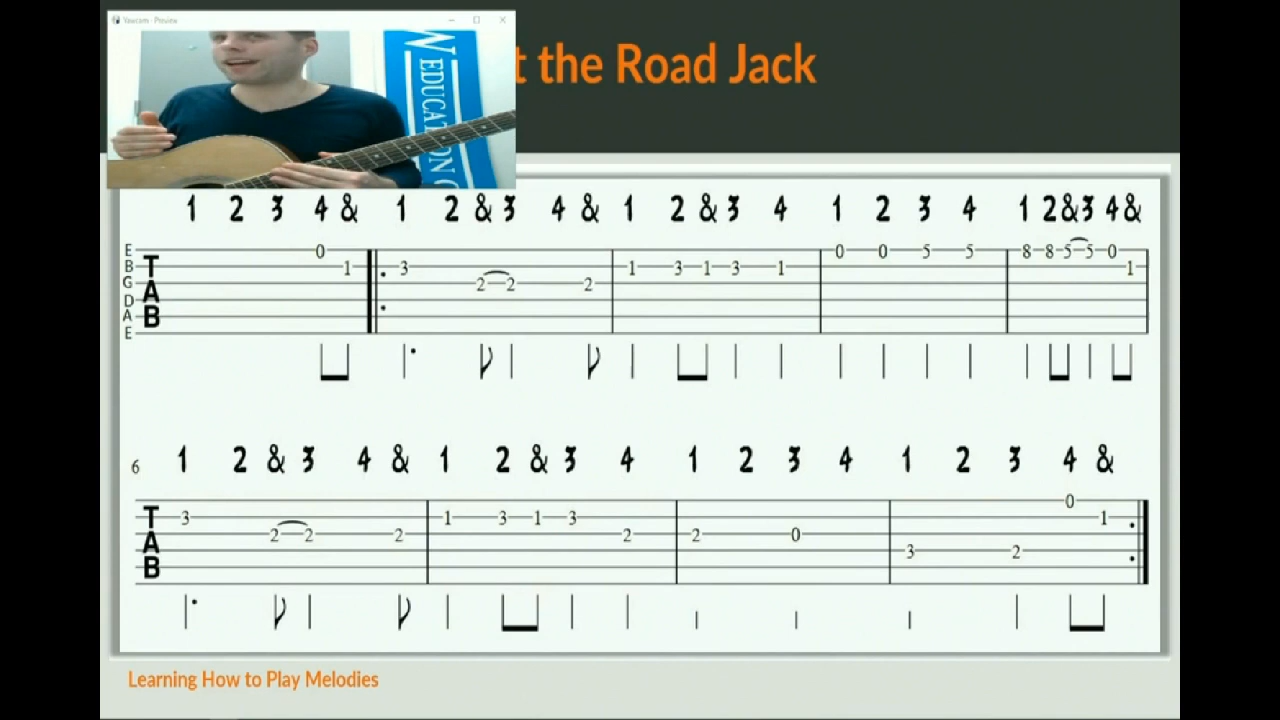 Yawcam - Preview
W EDUCATION C
t the Road Jack
1 2 3 4 & 1 2 & 3 4 & 1 2 & 3 4 1 2 3 4 1 2 & 3 4 &
E B G D A E
T A B
0 1 3 2 2 2 1 3 1 3 1 0 0 5 5 8 8 5 5 0 1
6 1 2 & 3 4 & 1 2 & 3 4 1 2 3 4 1 2 3 4 &
T A B
3 2 2 2 1 3 1 3 2 2 0 3 2 0 1
Learning How to Play Melodies